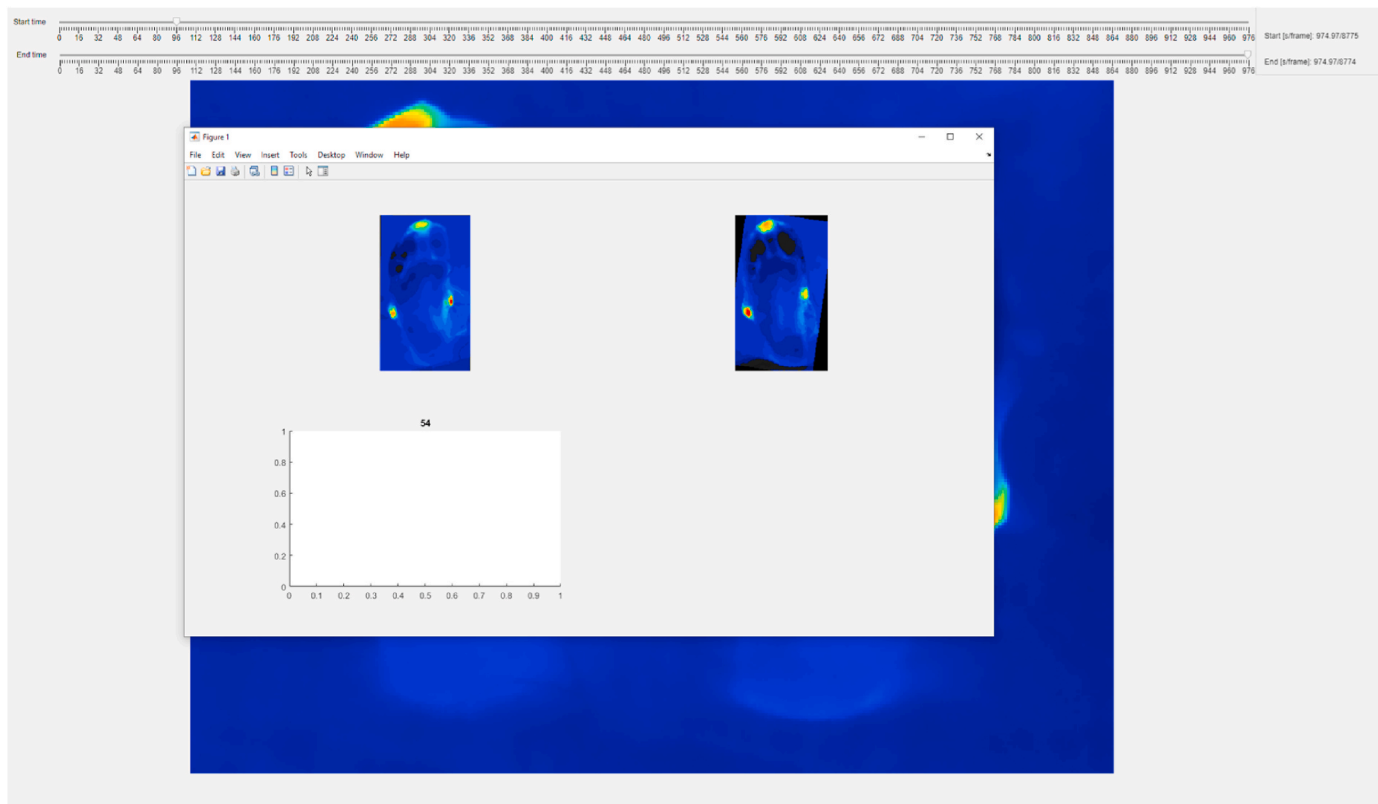 Start time
0 16 32 48 64 80 96 112 128 144 160 176 192 208 224 240 256 272 288 304 320 336 352 368 384 400 416 432 448 464 480 496 512 528 544 560 576 592 608 624 640 656 672 688 704 720 736 752 768 784 800 816 832 848 864 880 896 912 928 944 960 976
Start [s/frame]: 974.97/8775
End time
0 16 32 48 64 80 96 112 128 144 160 176 192 208 224 240 256 272 288 304 320 336 352 368 384 400 416 432 448 464 480 496 512 528 544 560 576 592 608 624 640 656 672 688 704 720 736 752 768 784 800 816 832 848 864 880 896 912 928 944 960 976
End [s/frame]: 974.97/8774
Figure 1
File Edit View Insert Tools Desktop Window Help
54
1
0.8
0.6
0.4
0.2
0
0 0.1 0.2 0.3 0.4 0.5 0.6 0.7 0.8 0.9 1